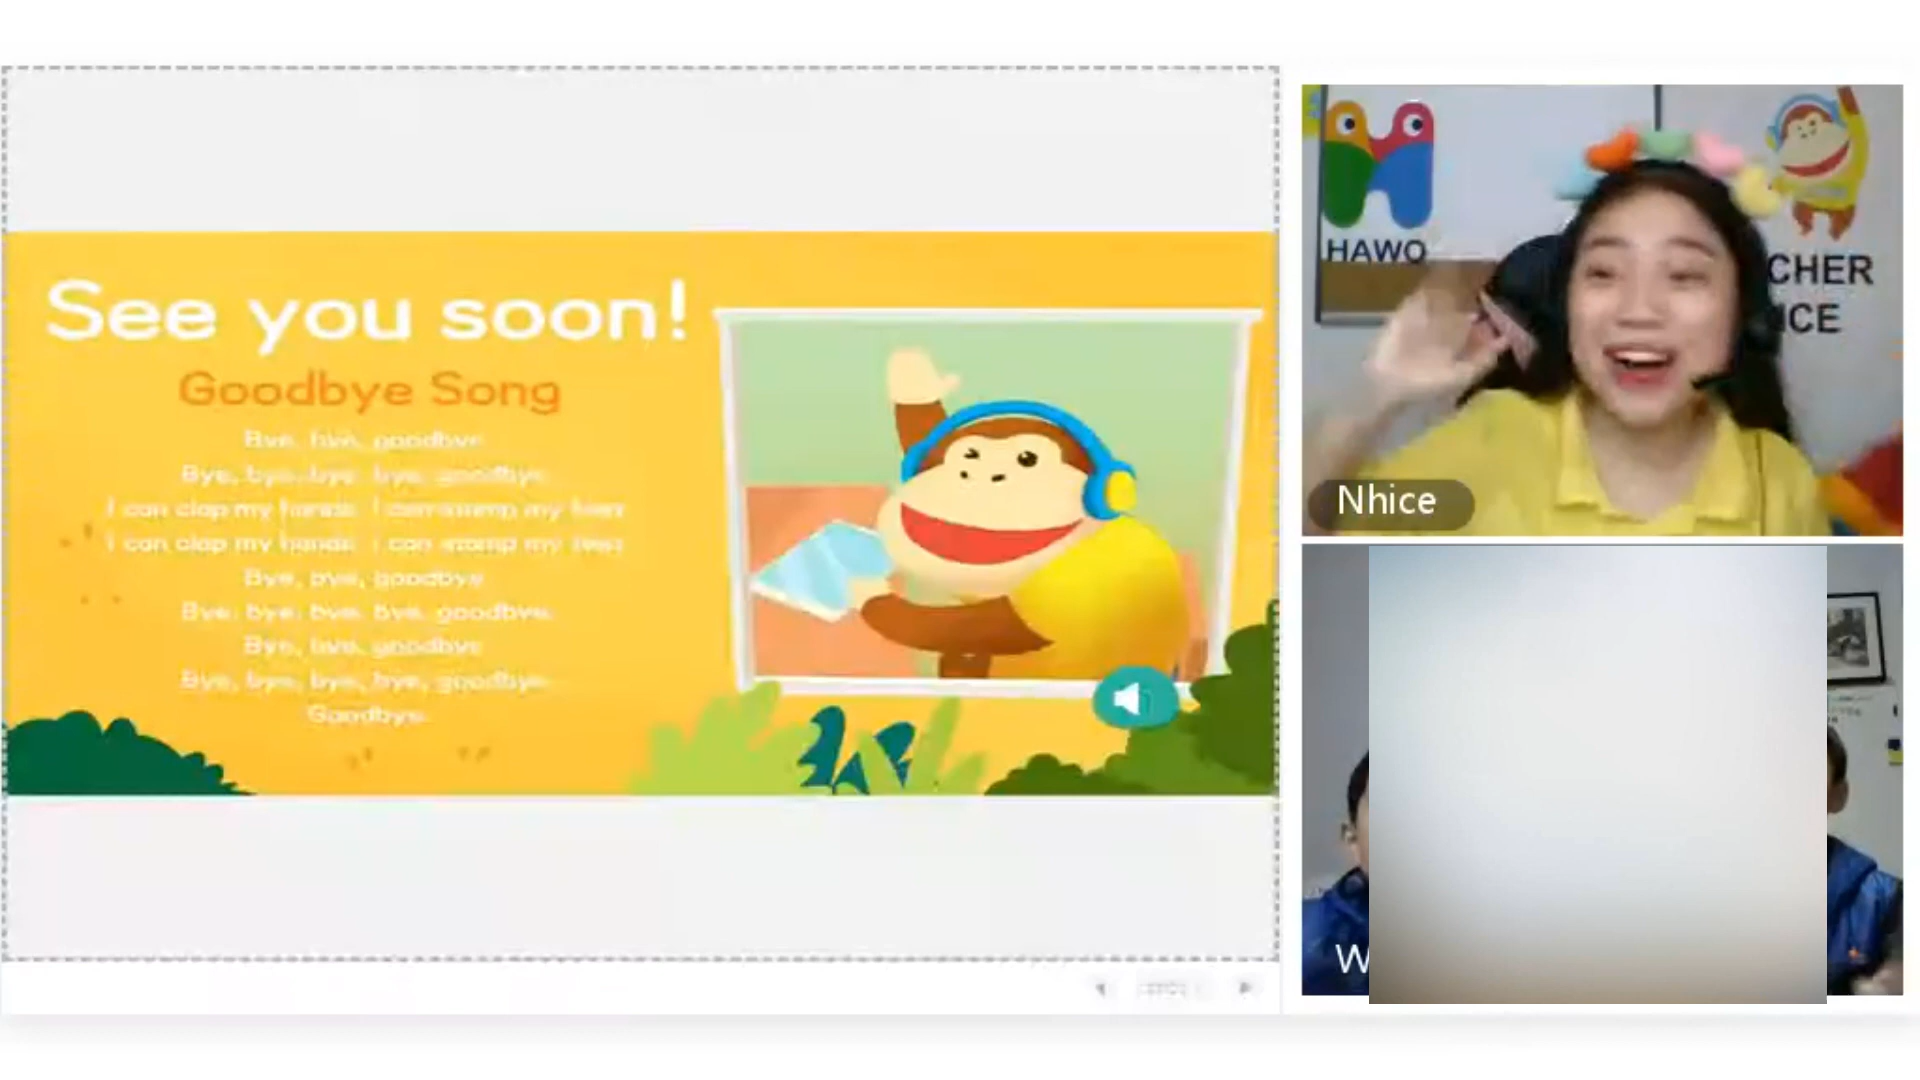 See you soon!
Goodbye Song
Bye, bye, goodbye
Bye, bye, bye, bye, goodbye
I can clap my hands I can stamp my feet
I can clap my hands I can stamp my feet
Bye, bye, goodbye
Bye, bye, bye, bye, goodbye
Bye, bye, goodbye
Bye, bye, bye, bye, goodbye
Goodbye
HAWO
CHER
ICE
Nhice
W